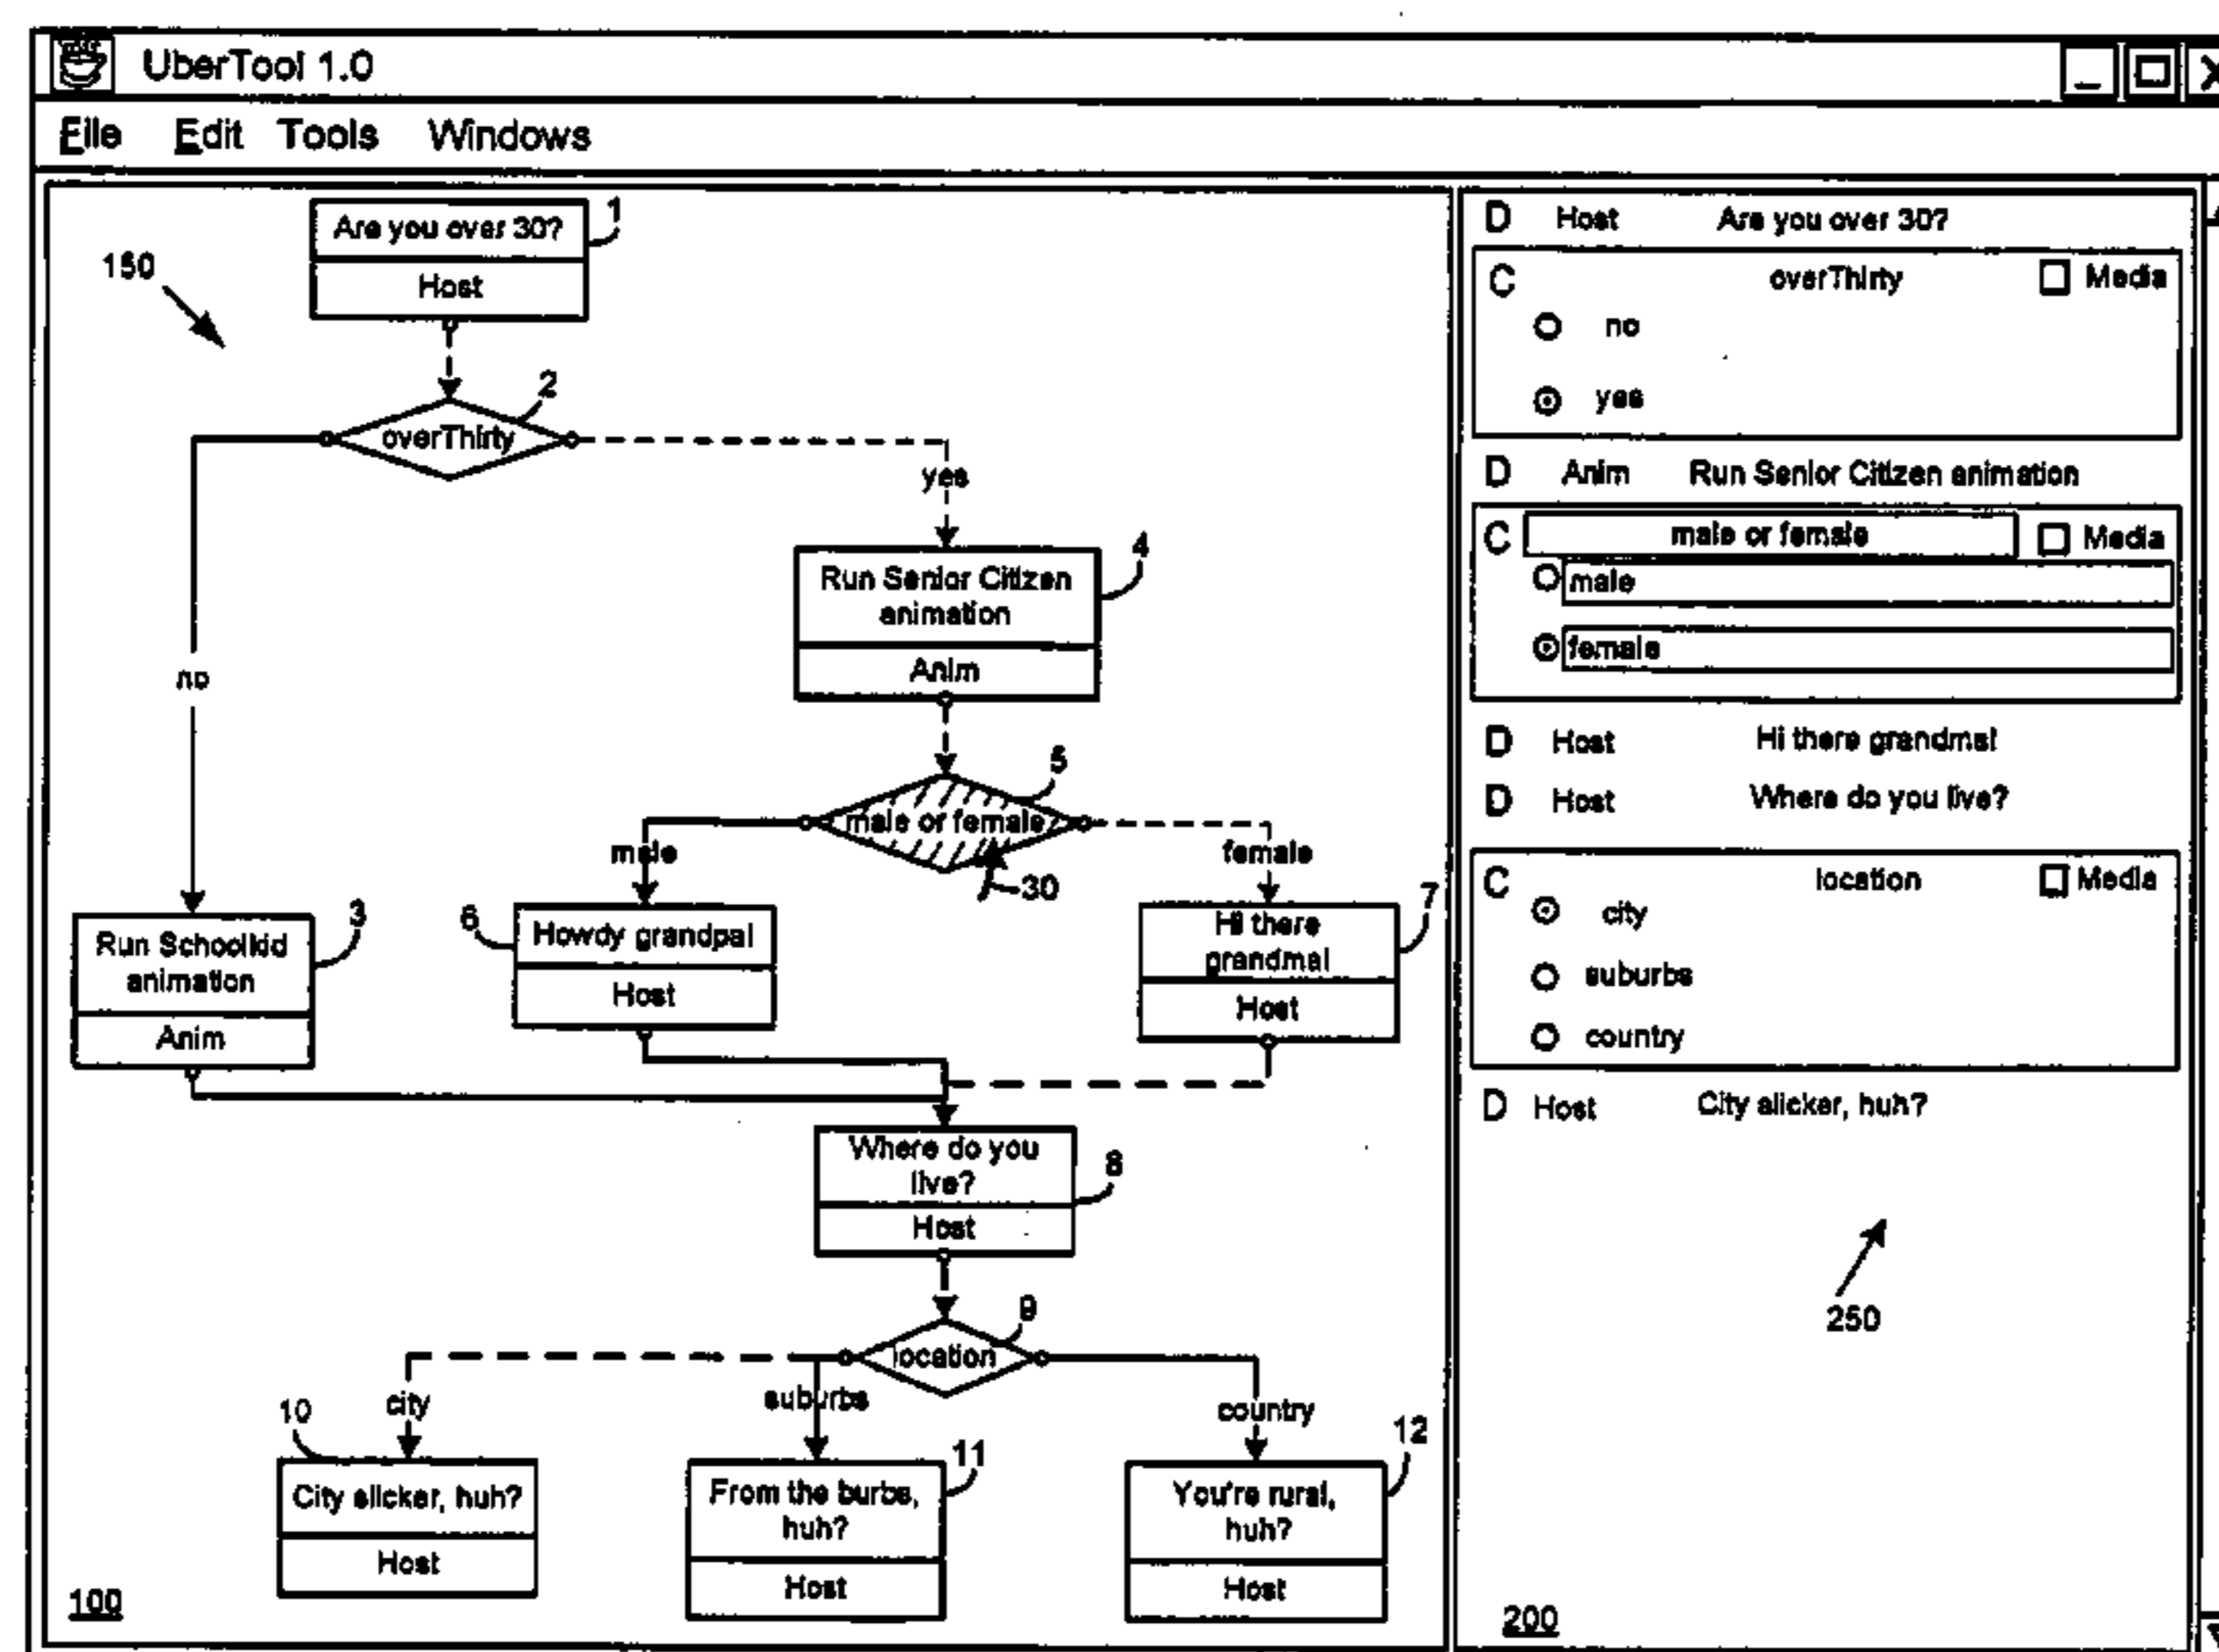 UberTool 1.0
File Edit Tools Windows
150
Are you over 30?
Host
1
overThirty
2
no
yes
Run Senior Citizen
animation
Anim
4
male or female
5
30
male
female
Run Schoolkid
animation
Anim
3
6
Howdy grandpa!
Host
Hi there
grandma!
Host
7
Where do you
live?
Host
8
location
9
city
suburbs
country
10
City slicker, huh?
Host
From the burbs,
huh?
Host
11
You're rural,
huh?
Host
12
100
D Host Are you over 30?
C overThirty Media
no
yes
D Anim Run Senior Citizen animation
C male or female Media
male
female
D Host Hi there grandma!
D Host Where do you live?
C location Media
city
suburbs
country
D Host City slicker, huh?
250
200